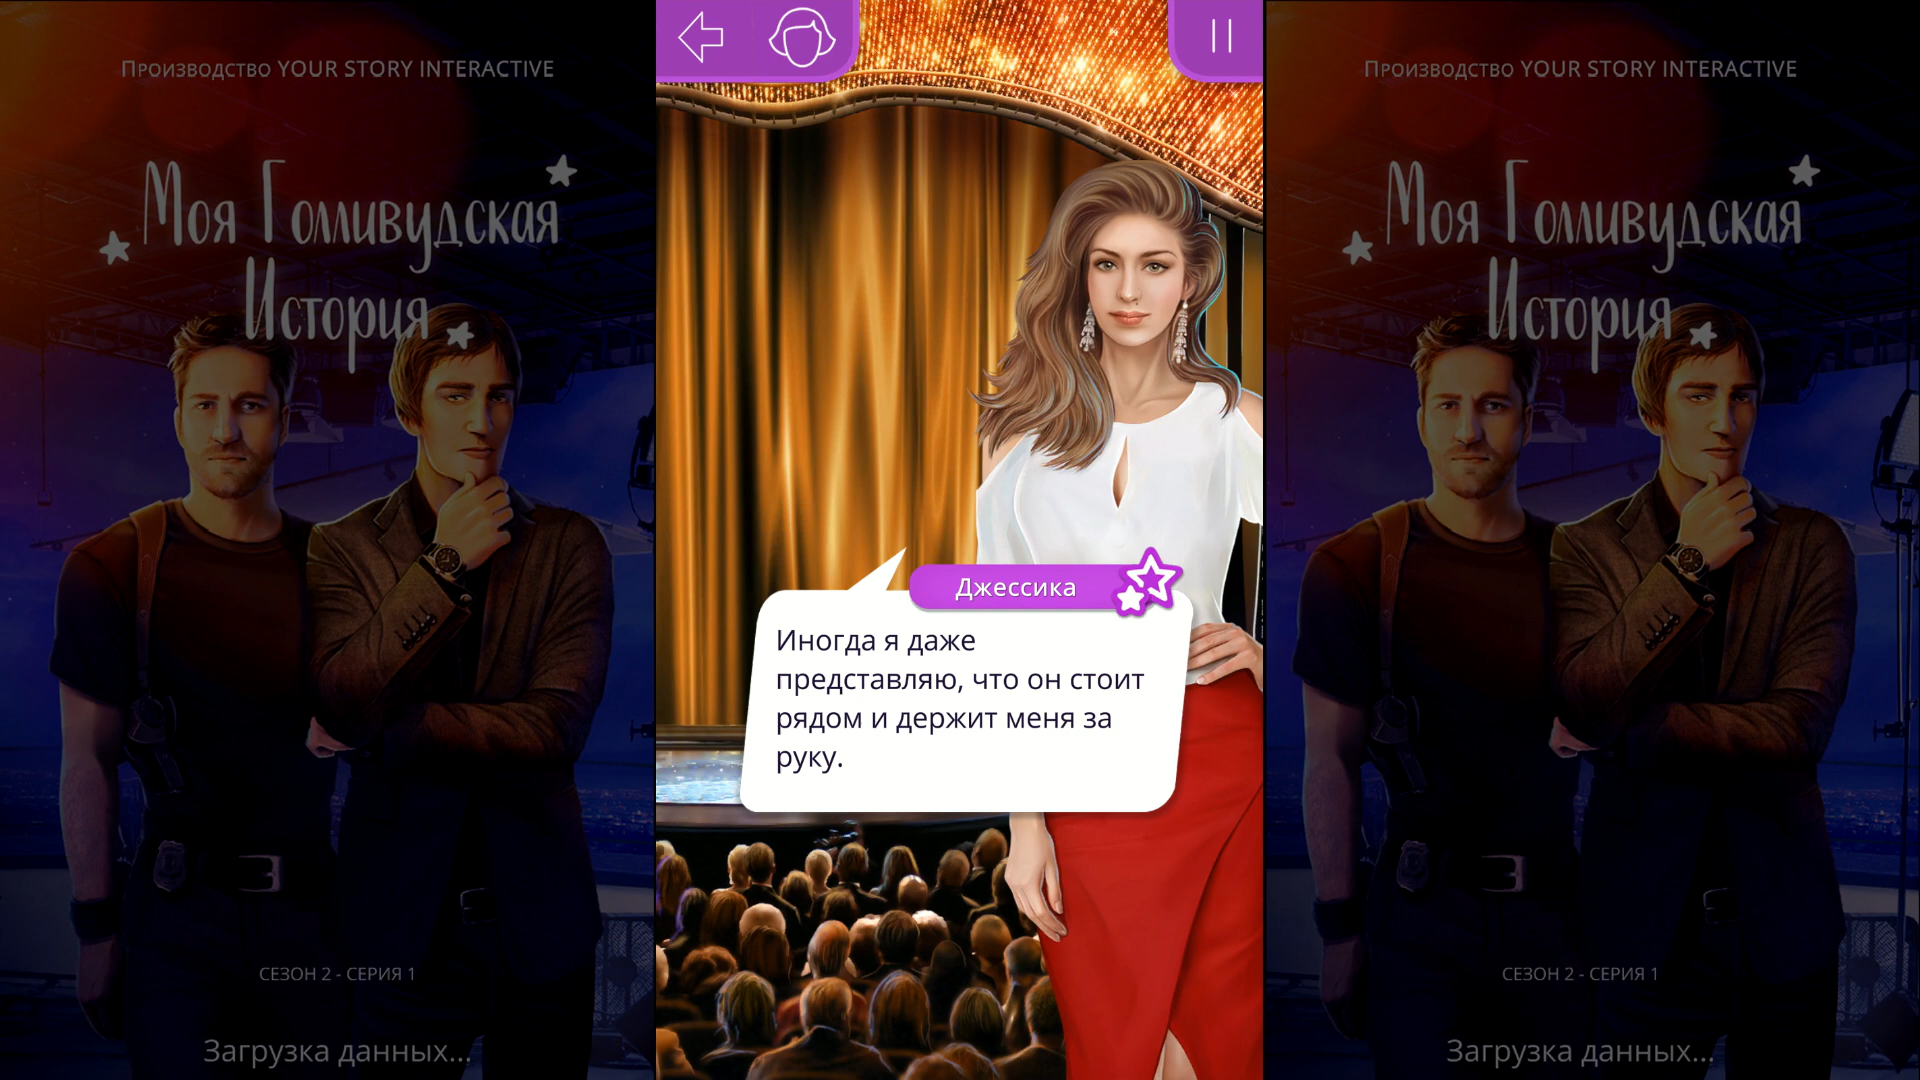 Производство YOUR STORY INTERACTIVE
Моя Голливудская
История
СЕЗОН 2 - СЕРИЯ 1
Загрузка данных...
Джессика
Иногда я даже
представляю, что он стоит
рядом и держит меня за
руку.
Производство YOUR STORY INTERACTIVE
Моя Голливудская
История
СЕЗОН 2 - СЕРИЯ 1
Загрузка данных...